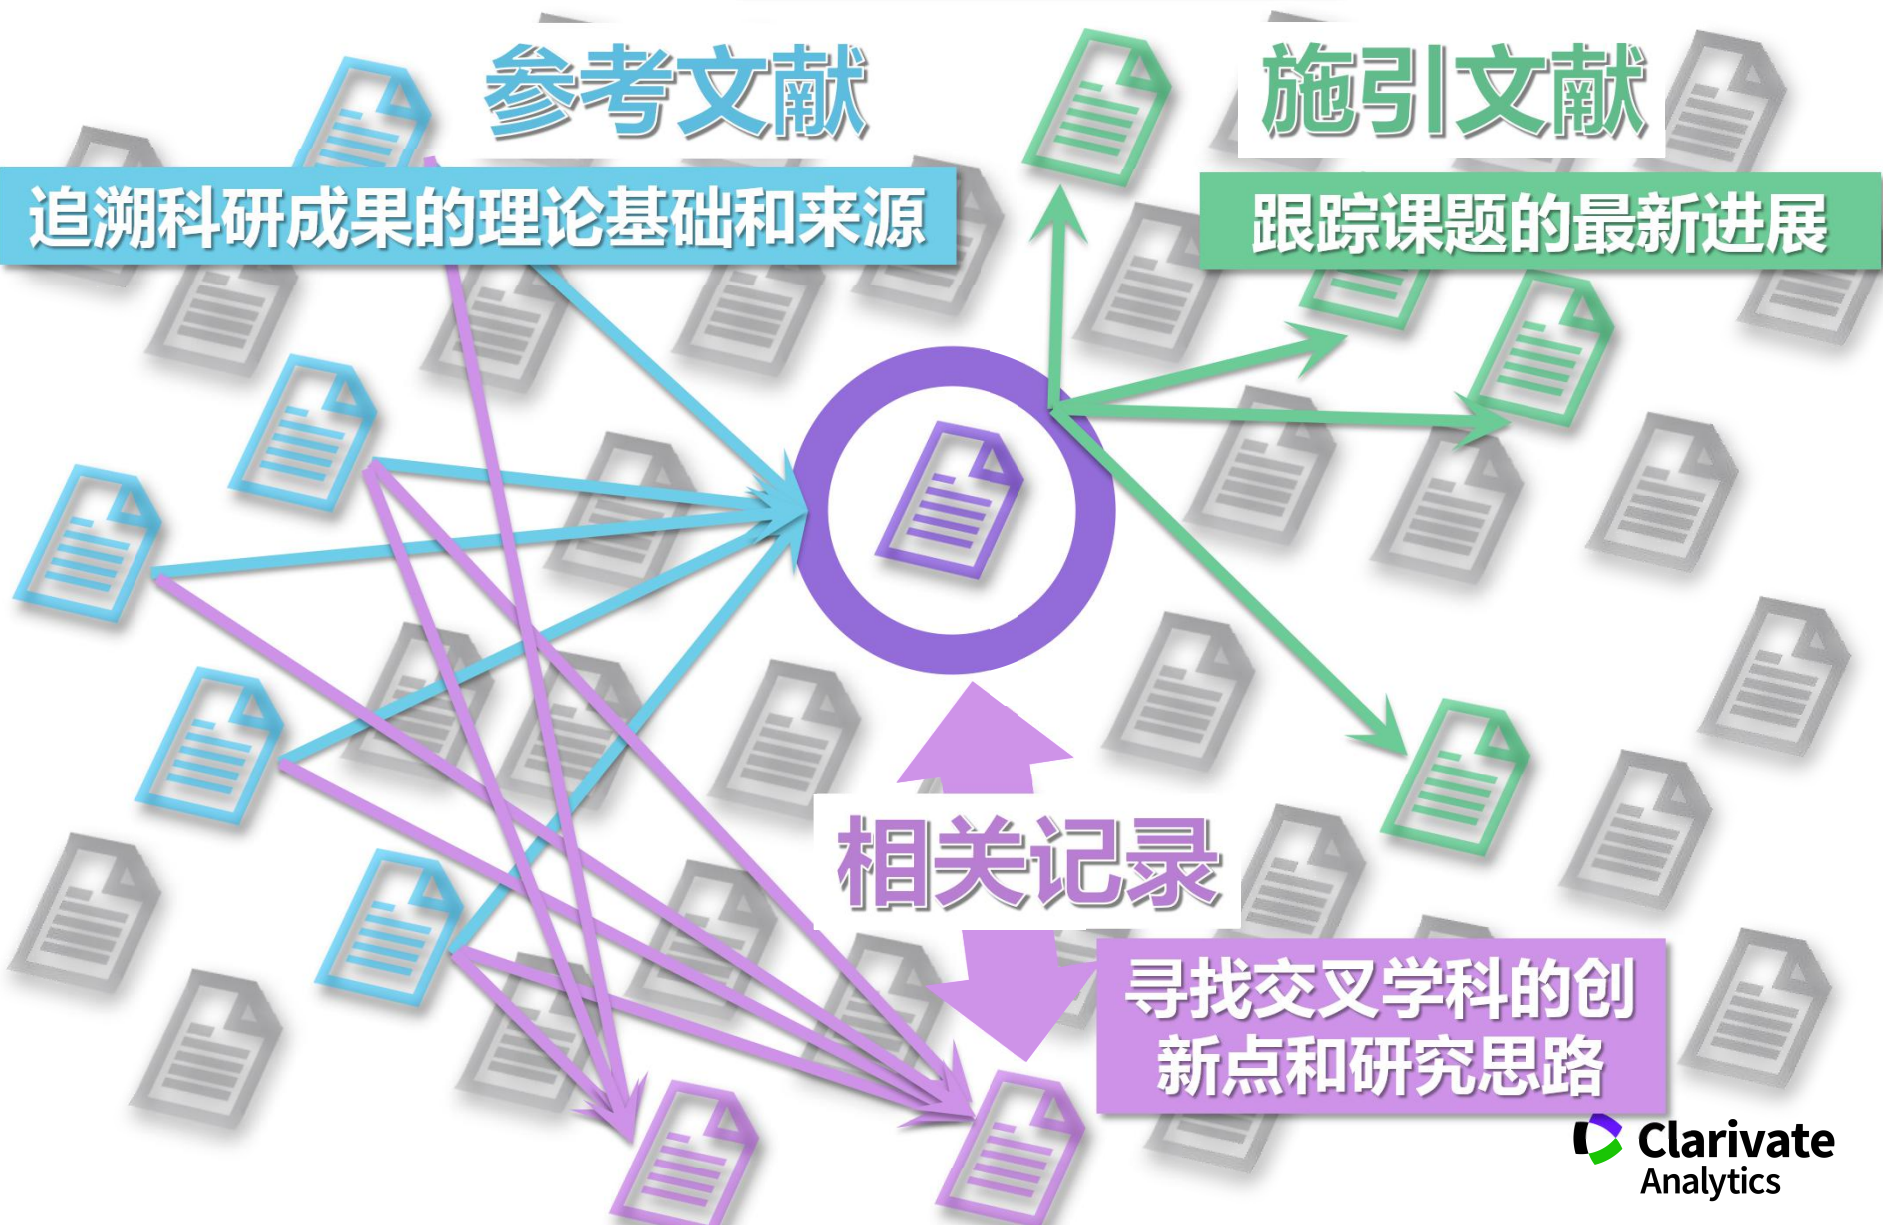 参考文献
追溯科研成果的理论基础和来源
施引文献
跟踪课题的最新进展
相关记录
寻找交叉学科的创
新点和研究思路
Clarivate
Analytics